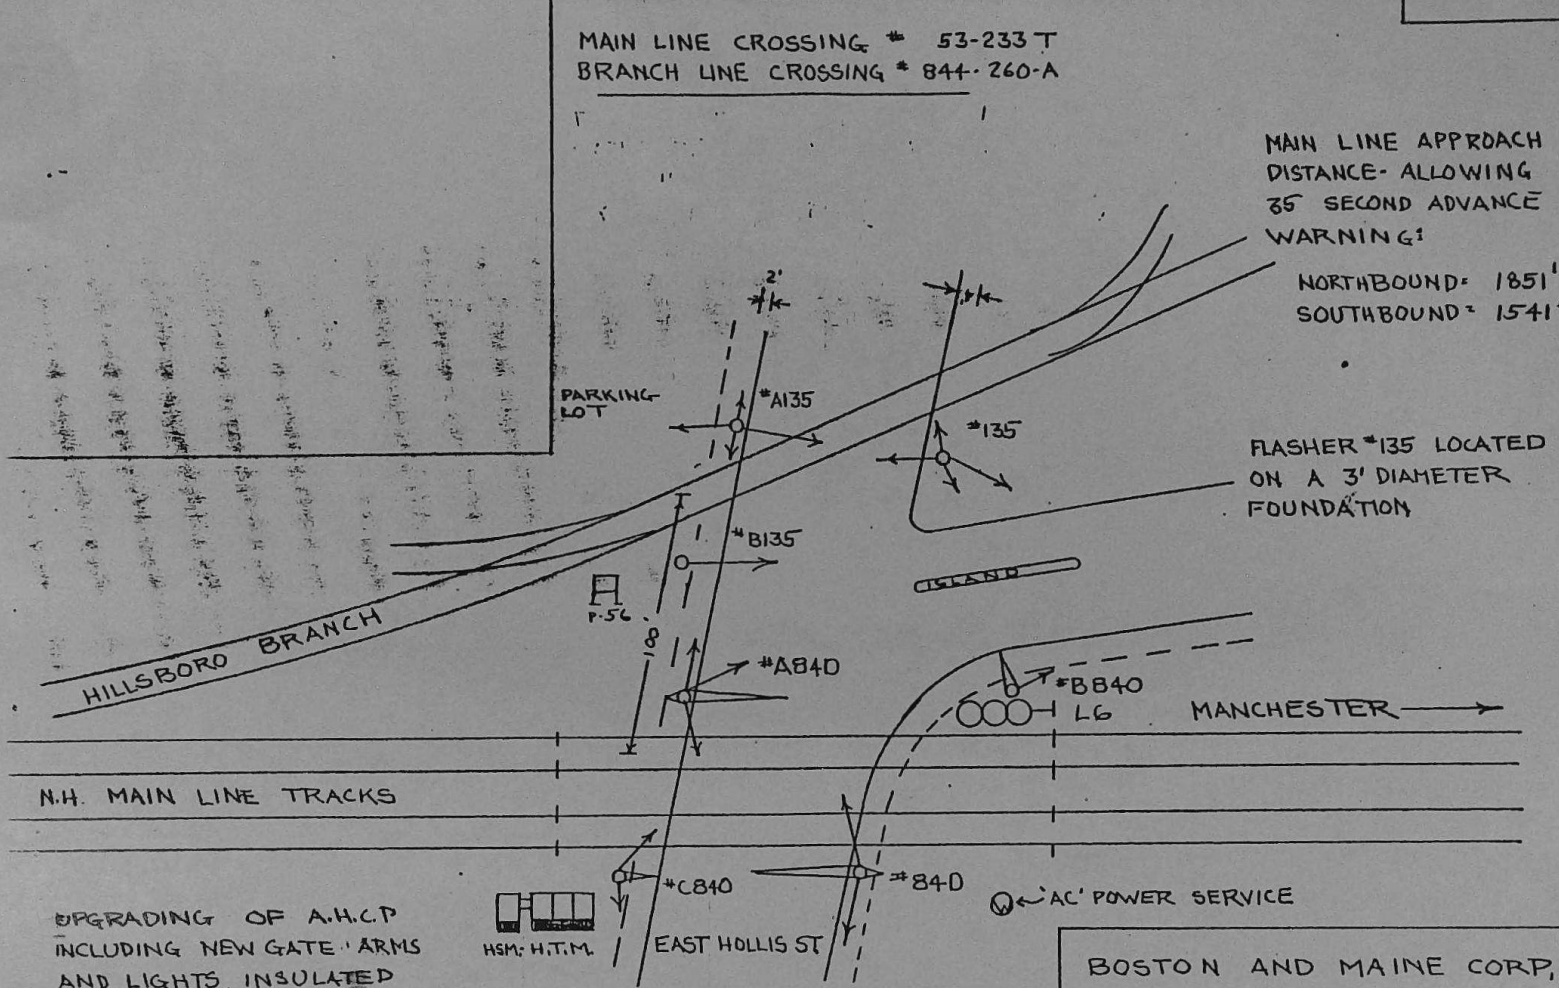 MAIN LINE CROSSING # 53-233 T
BRANCH LINE CROSSING # 844-260-A
MAIN LINE APPROACH
DISTANCE- ALLOWING
35 SECOND ADVANCE
WARNING:
NORTHBOUND= 1851'
SOUTHBOUND= 1541'
2'
4'
PARKING
LOT
#A135
#135
FLASHER #135 LOCATED
ON A 3' DIAMETER
FOUNDATION
#B135
ISLAND
P-56
HILLSBORO BRANCH
#A840
#B840
L6
MANCHESTER
N.H. MAIN LINE TRACKS
#C840
#840
'AC' POWER SERVICE
UPGRADING OF A.H.C.P
INCLUDING NEW GATE ARMS
AND LIGHTS INSULATED
HSM; H.T.M.
EAST HOLLIS ST
BOSTON AND MAINE CORP.